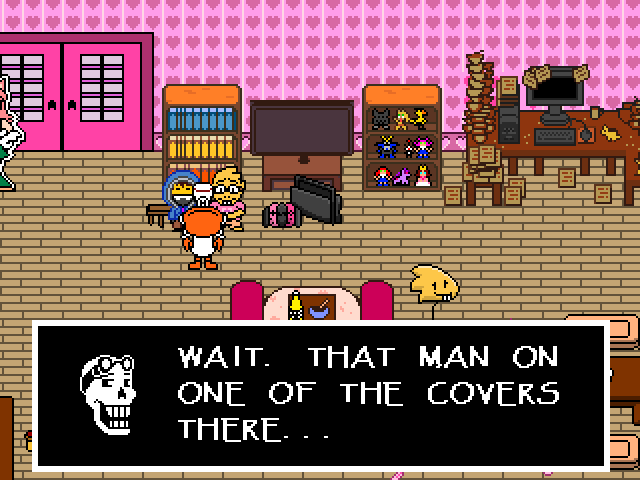 WAIT. THAT MAN ON
ONE OF THE COVERS
THERE...